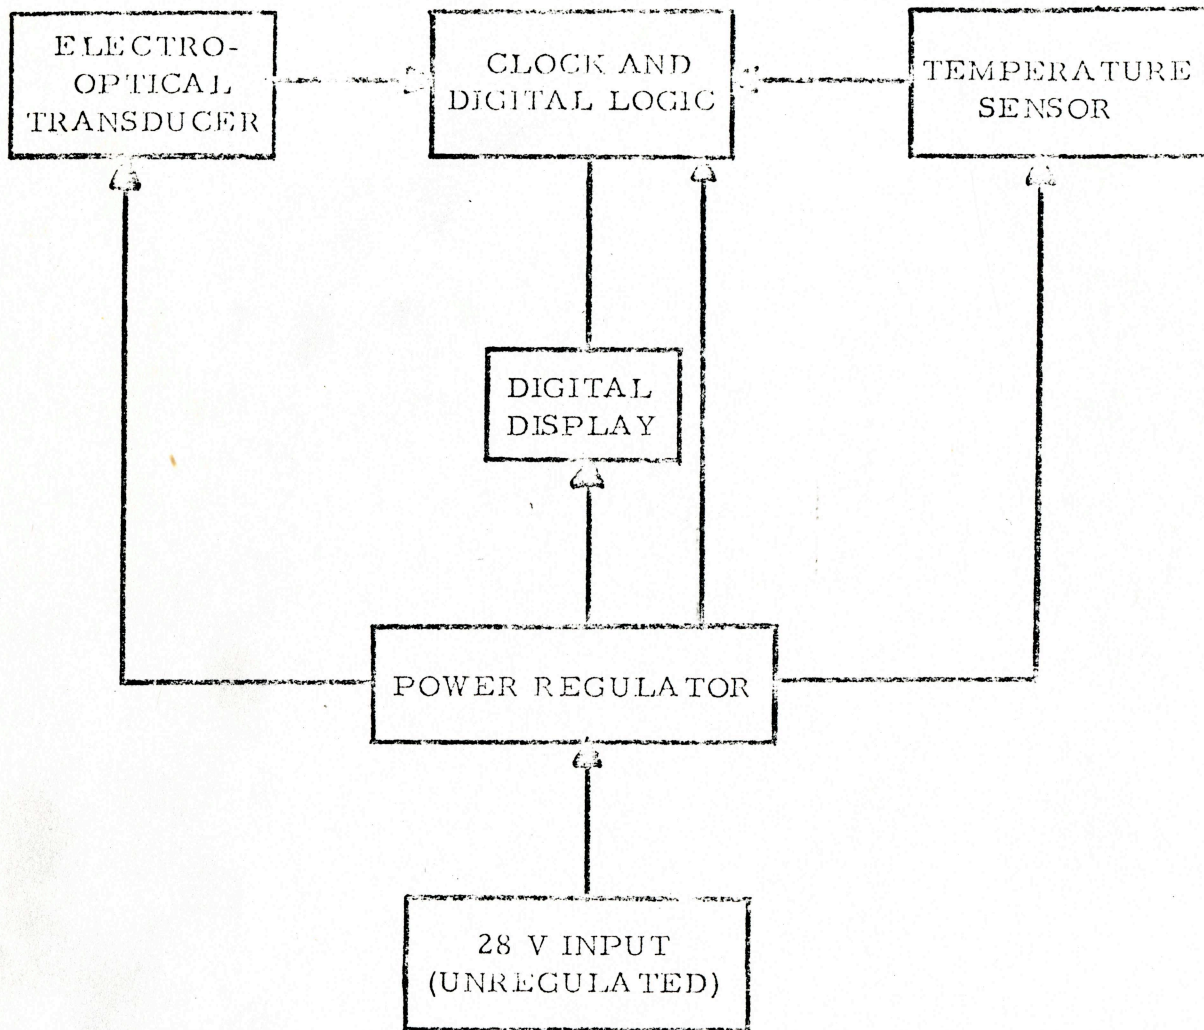 ELECTRO-
OPTICAL
TRANSDUCER
CLOCK AND
DIGITAL LOGIC
TEMPERATURE
SENSOR
DIGITAL
DISPLAY
POWER REGULATOR
28 V INPUT
(UNREGULATED)